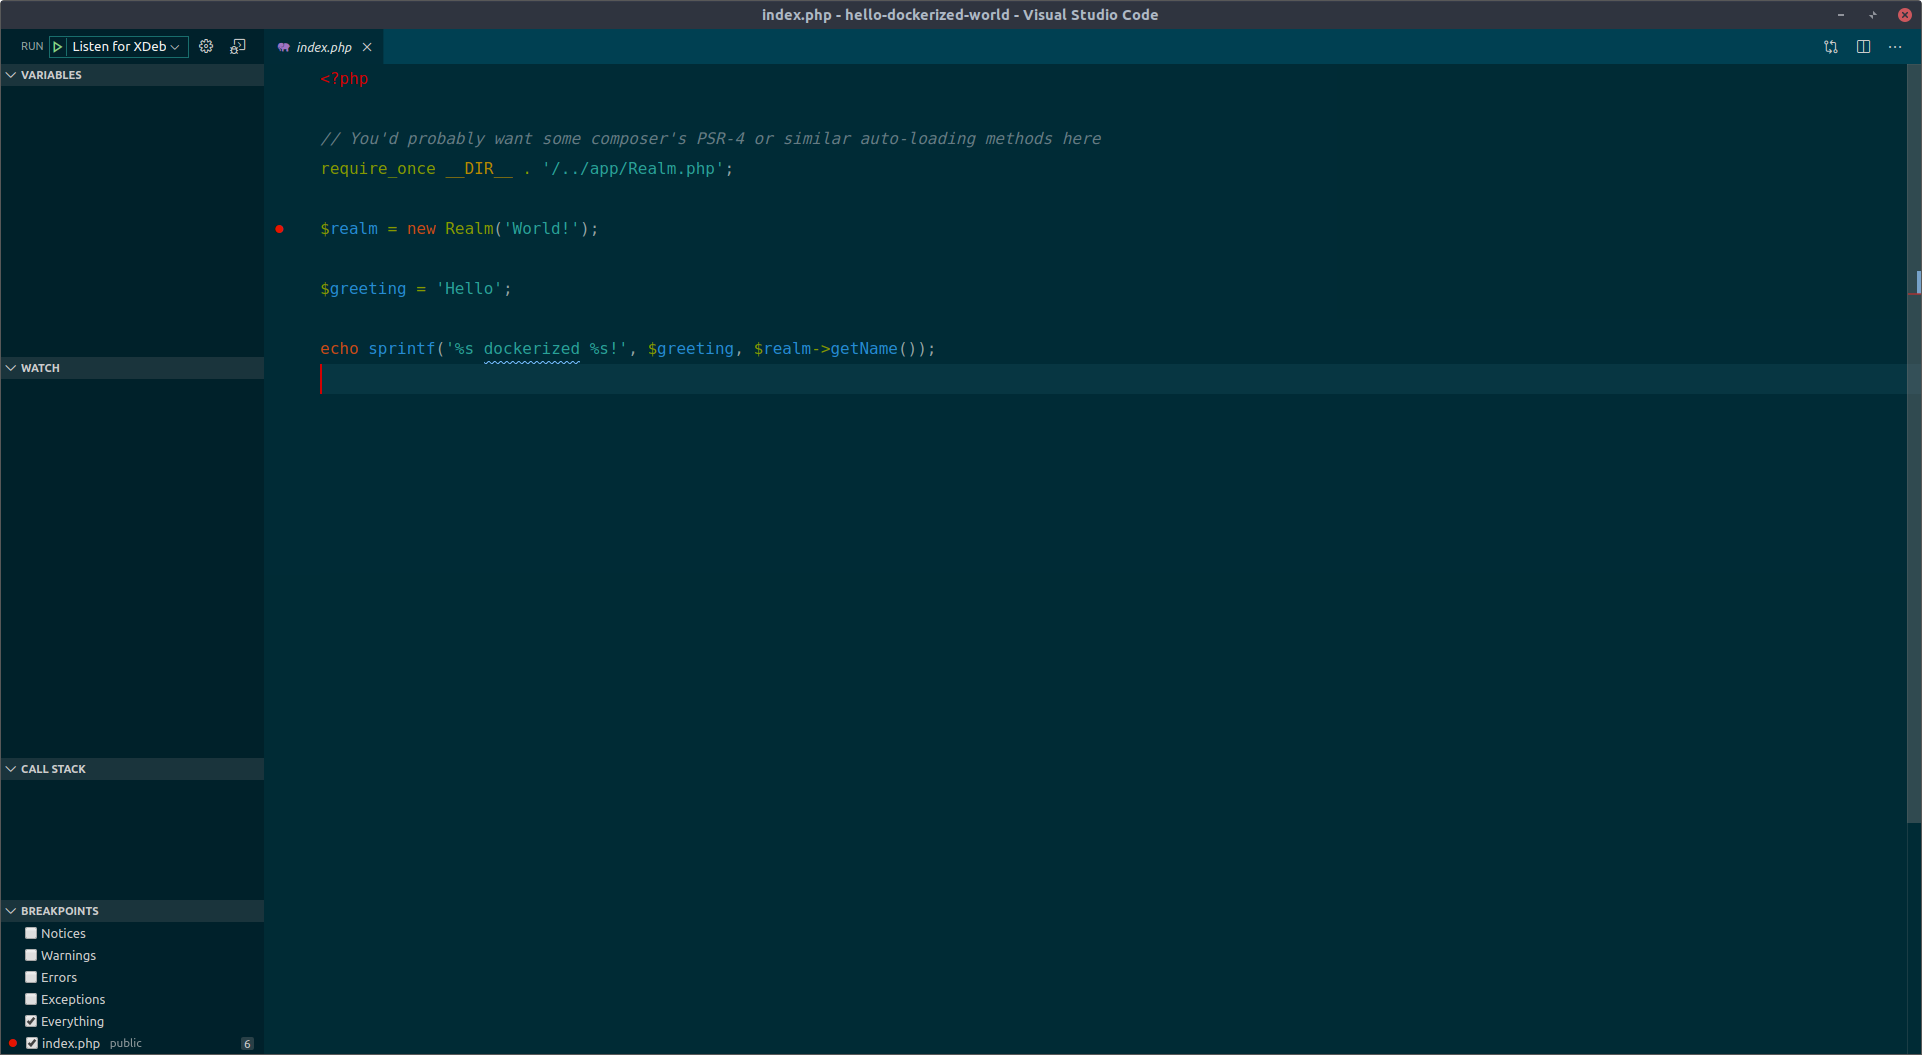 index.php - hello-dockerized-world - Visual Studio Code
RUN Listen for XDeb
index.php
VARIABLES
<?php
// You'd probably want some composer's PSR-4 or similar auto-loading methods here
require_once __DIR__ . '/../app/Realm.php';
$realm = new Realm('World!');
$greeting = 'Hello';
echo sprintf('%s dockerized %s!', $greeting, $realm->getName());
WATCH
CALL STACK
BREAKPOINTS
Notices
Warnings
Errors
Exceptions
Everything
index.php public 6